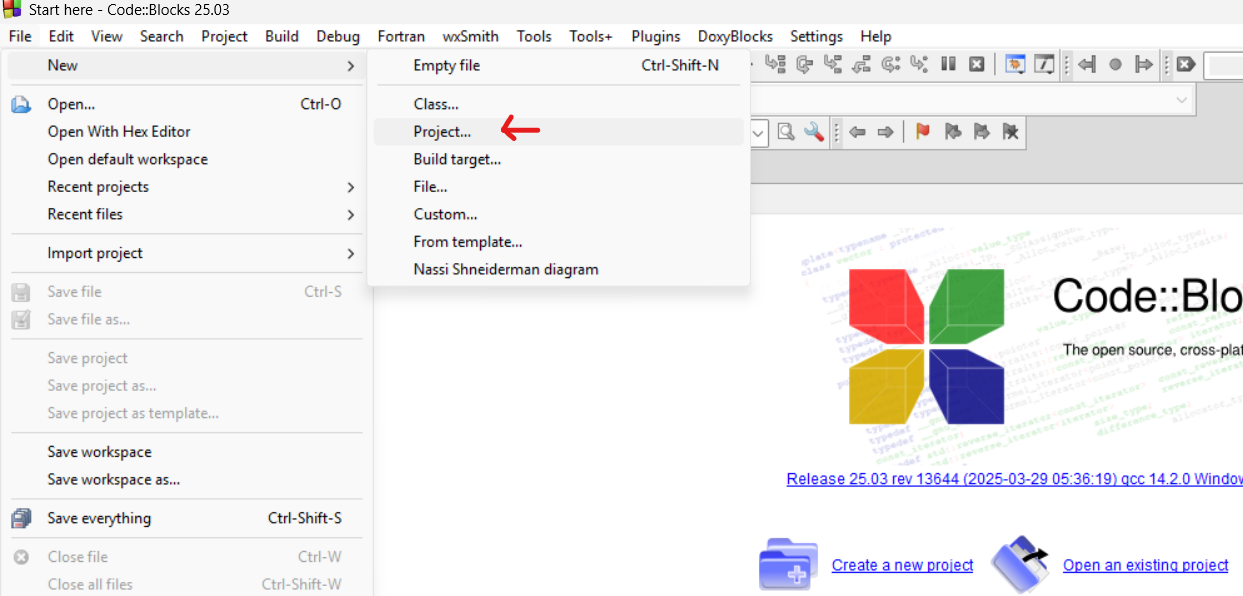 Start here - Code::Blocks 25.03
File Edit View Search Project Build Debug Fortran wxSmith Tools Tools+ Plugins DoxyBlocks Settings Help
New
Open... Ctrl-O
Open With Hex Editor
Open default workspace
Recent projects
Recent files
Import project
Save file Ctrl-S
Save file as...
Save project
Save project as...
Save project as template...
Save workspace
Save workspace as...
Save everything Ctrl-Shift-S
Close file Ctrl-W
Close all files Ctrl-Shift-W
Empty file Ctrl-Shift-N
Class...
Project...
Build target...
File...
Custom...
From template...
Nassi Shneiderman diagram
Code::Blo
The open source, cross-plat
Release 25.03 rev 13644 (2025-03-29 05:36:19) gcc 14.2.0 Window
Create a new project
Open an existing project